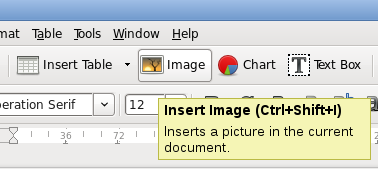 mat Table Tools Window Help
Insert Table Image Chart Text Box
eration Serif 12
Insert Image (Ctrl+Shift+I)
Inserts a picture in the current
document.
36 72